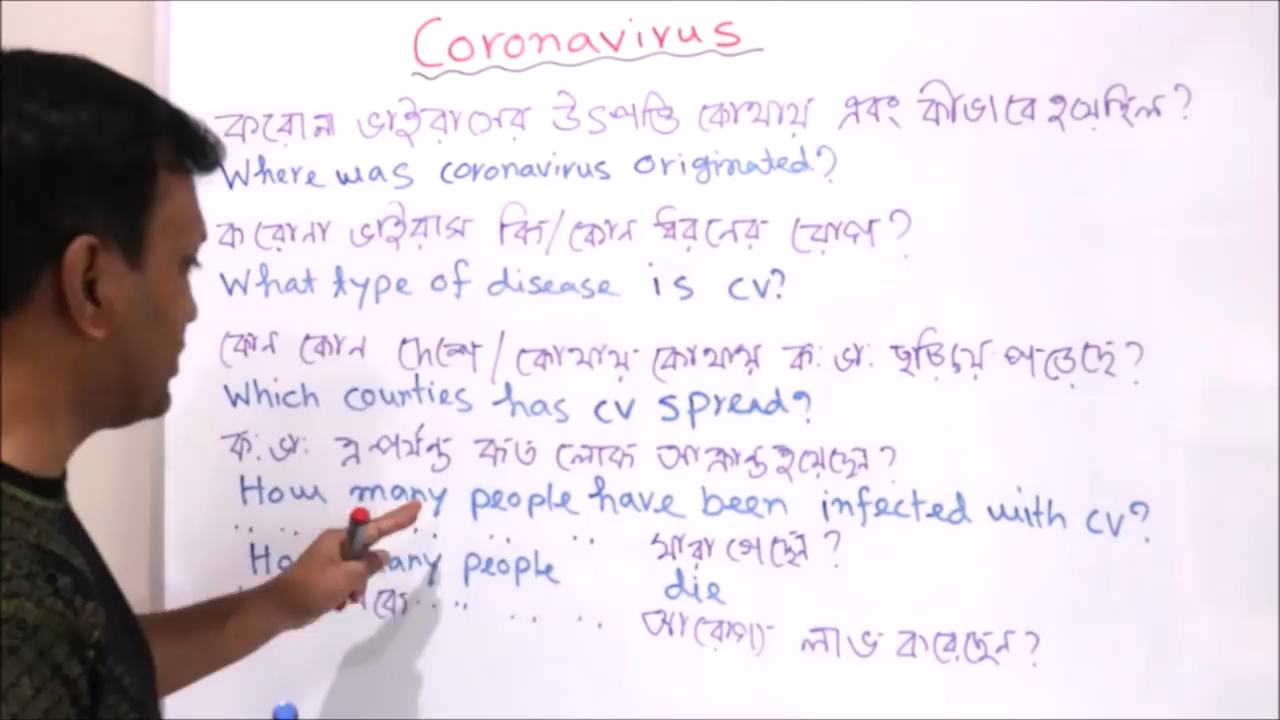 Coronavirus
করোনা ভাইরাসের উৎপত্তি কোথায় এবং কীভাবে হয়েছিল?
Where was coronavirus originated?
করোনা ভাইরাস কি/কোন ধরনের রোগ?
What type of disease is cv?
কোন কোন দেশে/কোথায় কোথায় ক: ভা: ছড়িয়ে পড়েছে?
Which counties has cv spread?
ক: ভা: এ পর্যন্ত কত লোক আক্রান্ত হয়েছেন?
How many people have been infected with cv?
মারা গেছেন?
many people die
আরোগ্য লাভ করেছেন?